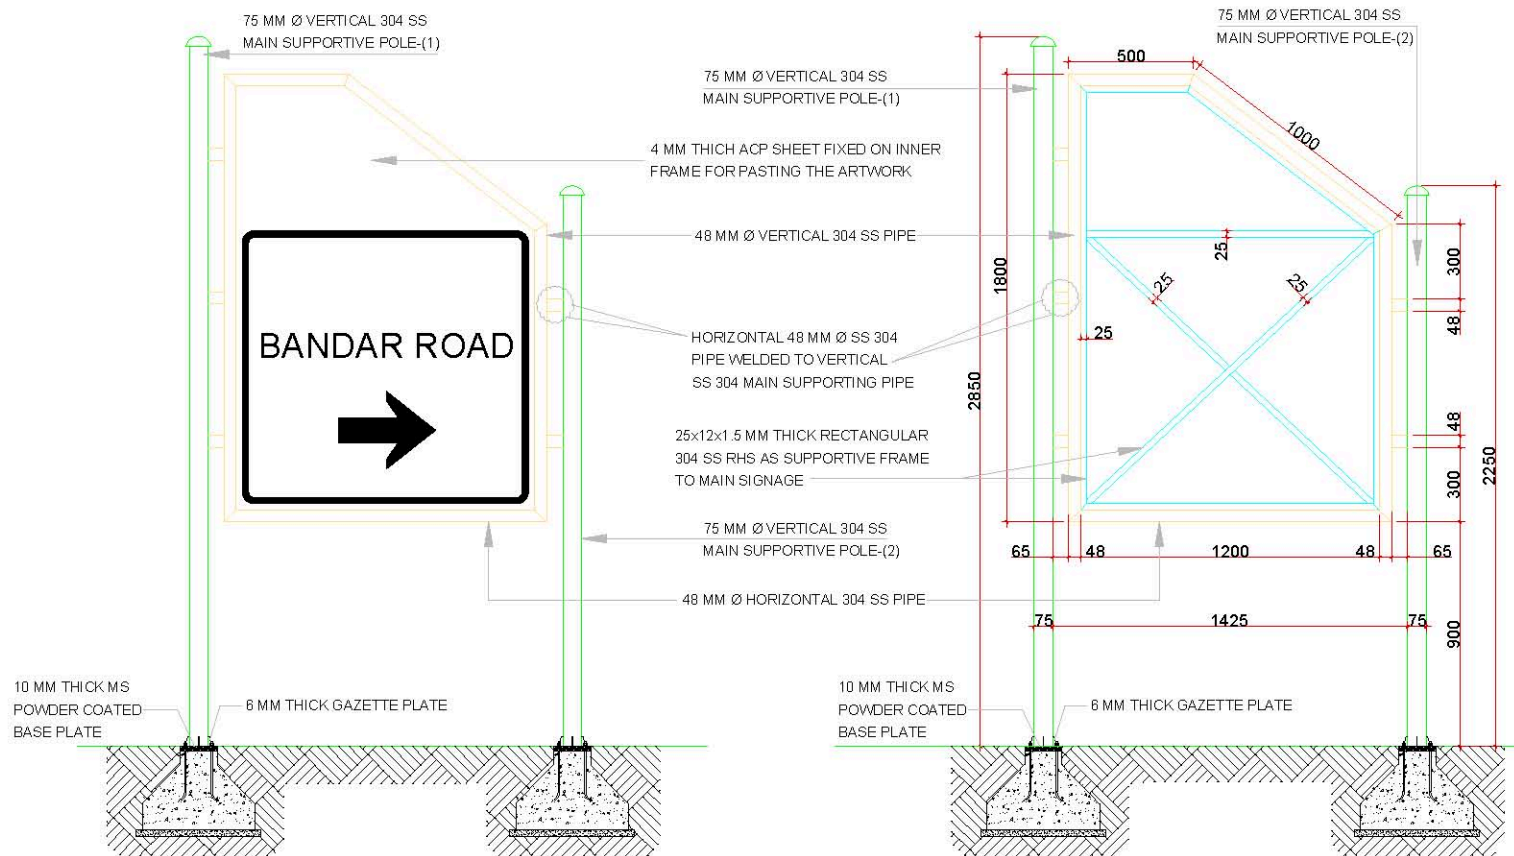 75 MM Ø VERTICAL 304 SS
MAIN SUPPORTIVE POLE-(1)
4 MM THICH ACP SHEET FIXED ON INNER
FRAME FOR PASTING THE ARTWORK
48 MM Ø VERTICAL 304 SS PIPE
BANDAR ROAD
HORIZONTAL 48 MM Ø SS 304
PIPE WELDED TO VERTICAL
SS 304 MAIN SUPPORTING PIPE
25x12x1.5 MM THICK RECTANGULAR
304 SS RHS AS SUPPORTIVE FRAME
TO MAIN SIGNAGE
75 MM Ø VERTICAL 304 SS
MAIN SUPPORTIVE POLE-(2)
48 MM Ø HORIZONTAL 304 SS PIPE
10 MM THICK MS
POWDER COATED
BASE PLATE
6 MM THICK GAZETTE PLATE
75 MM Ø VERTICAL 304 SS
MAIN SUPPORTIVE POLE-(1)
75 MM Ø VERTICAL 304 SS
MAIN SUPPORTIVE POLE-(2)
500
1000
25
25
25
25
1800
2850
300
48
48
300
2250
900
65
48
1200
48
65
75
1425
75
10 MM THICK MS
POWDER COATED
BASE PLATE
6 MM THICK GAZETTE PLATE